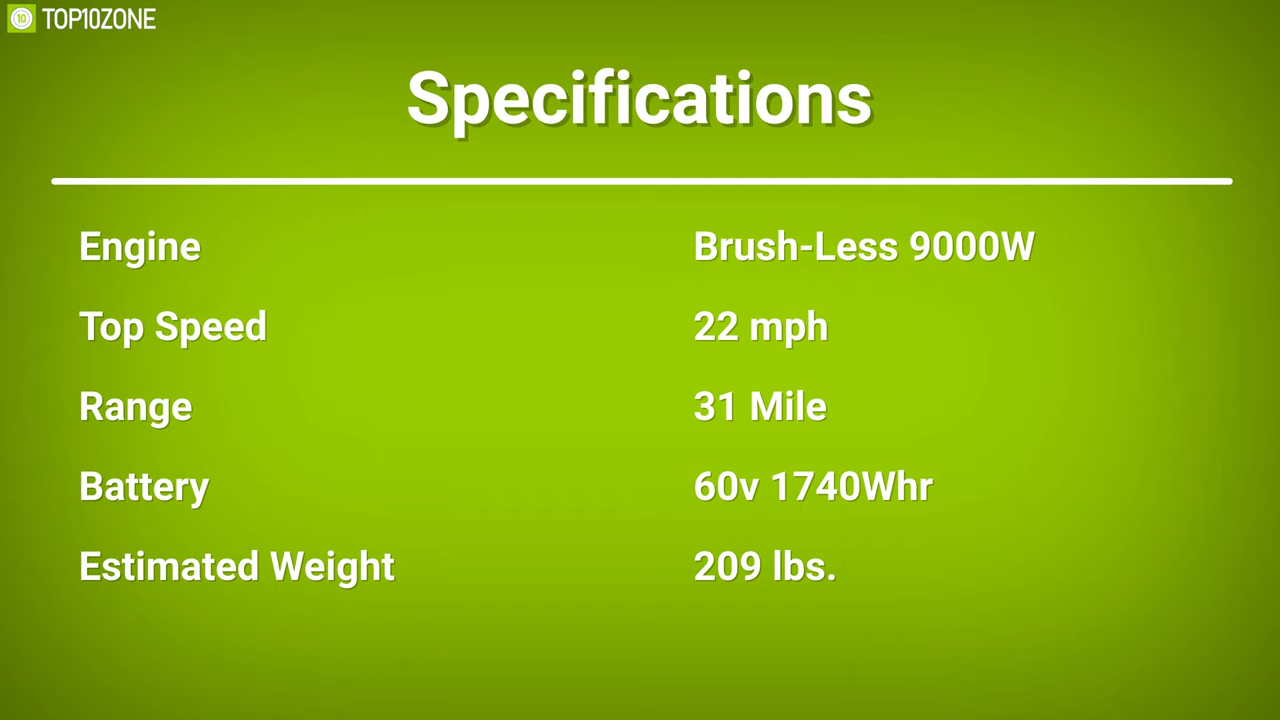 10 TOP10ZONE
Specifications
Engine Brush-Less 9000W
Top Speed 22 mph
Range 31 Mile
Battery 60v 1740Whr
Estimated Weight 209 lbs.